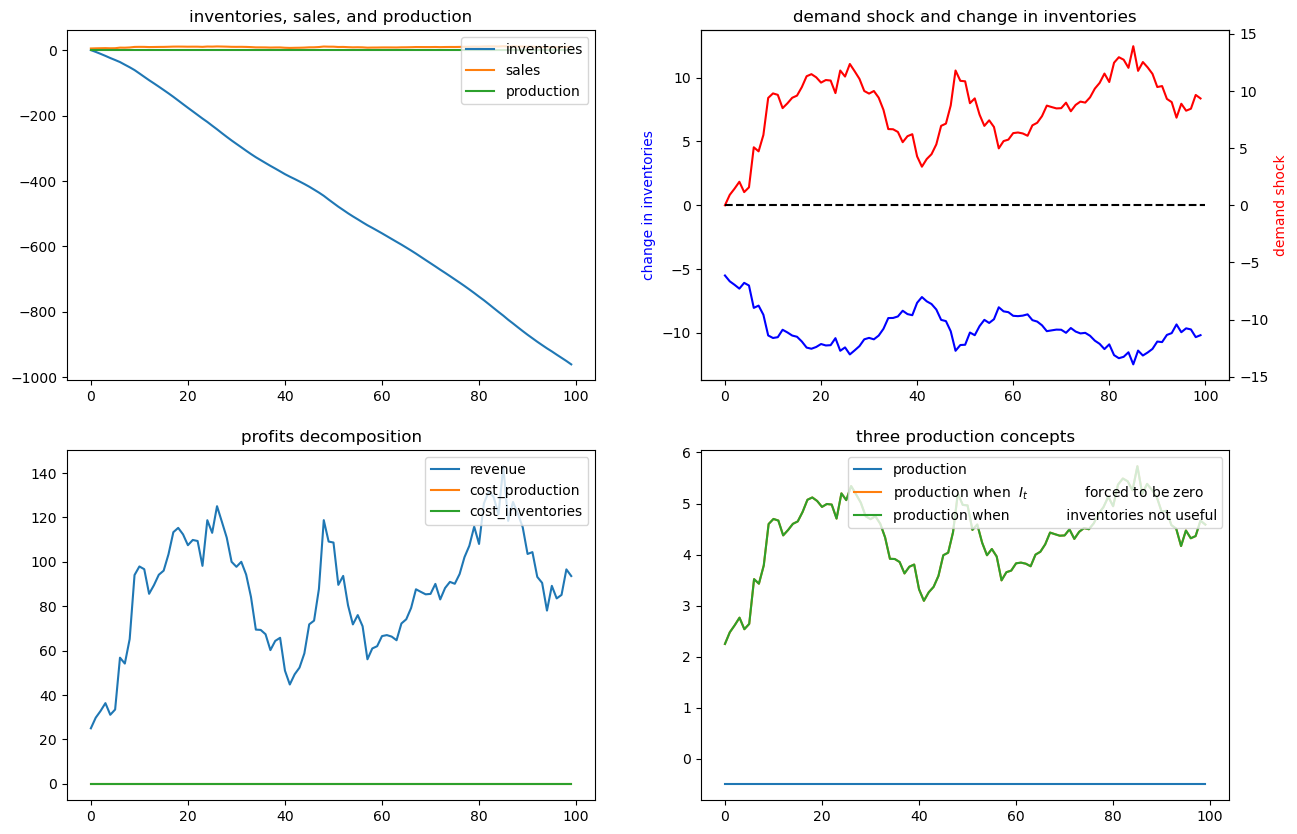 inventories, sales, and production
0
−200
−400
−600
−800
−1000
0 20 40 60 80 100
inventories
sales
production
demand shock and change in inventories
change in inventories
10
5
0
−5
−10
0 20 40 60 80 100
15
10
5
0
−5
−10
−15
demand shock
profits decomposition
140
120
100
80
60
40
20
0
0 20 40 60 80 100
revenue
cost_production
cost_inventories
three production concepts
6
5
4
3
2
1
0
0 20 40 60 80 100
production
production when I_t forced to be zero
production when inventories not useful